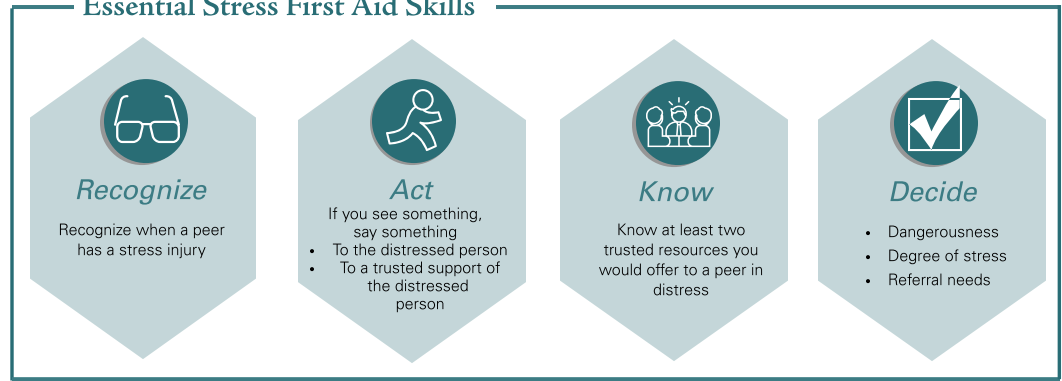 Essential Stress First Aid Skills
Recognize
Recognize when a peer
has a stress injury
Act
If you see something,
say something
• To the distressed person
• To a trusted support of
the distressed
person
Know
Know at least two
trusted resources you
would offer to a peer in
distress
Decide
• Dangerousness
• Degree of stress
• Referral needs